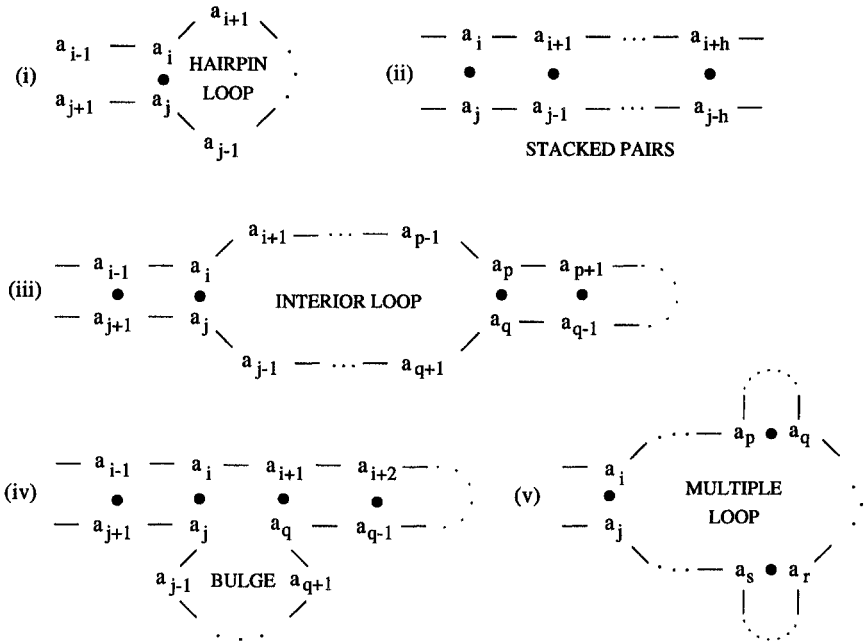 (i)
a i+1
a i-1 — a i
HAIRPIN
LOOP
a j+1 — a j
a j-1
(ii)
— a i — a i+1 — ... — a i+h —
— a j — a j-1 — ... — a j-h —
STACKED PAIRS
(iii)
a i+1 — ... — a p-1
— a i-1 — a i
a p — a p+1 —
INTERIOR LOOP
— a j+1 — a j
a q — a q-1 —
a j-1 — ... — a q+1
(iv)
— a i-1 — a i — a i+1 — a i+2 —
— a j+1 — a j
a q — a q-1 —
a j-1
BULGE
a q+1
(v)
... — a p • a q
— a i
MULTIPLE
LOOP
— a j
... — a s • a r